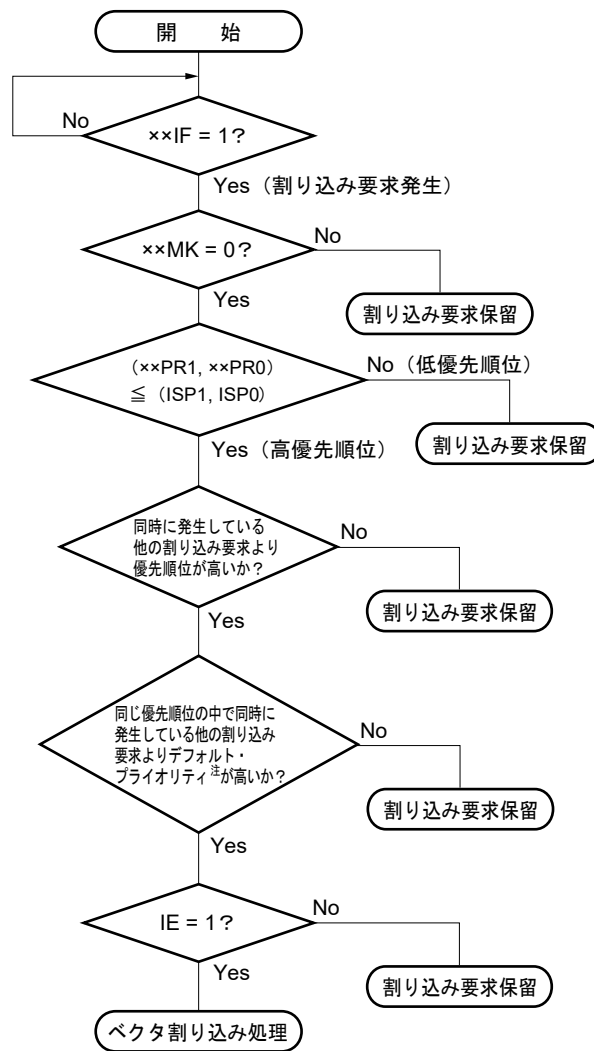 開　　始
No
××IF = 1？
Yes（割り込み要求発生）
××MK = 0？
No
Yes
割り込み要求保留
（××PR1, ××PR0）
≦（ISP1, ISP0）
No（低優先順位）
Yes（高優先順位）
割り込み要求保留
同時に発生している
他の割り込み要求より
優先順位が高いか？
No
Yes
割り込み要求保留
同じ優先順位の中で同時に
発生している他の割り込み
要求よりデフォルト・
プライオリティ注が高いか？
No
Yes
割り込み要求保留
IE = 1？
No
Yes
割り込み要求保留
ベクタ割り込み処理